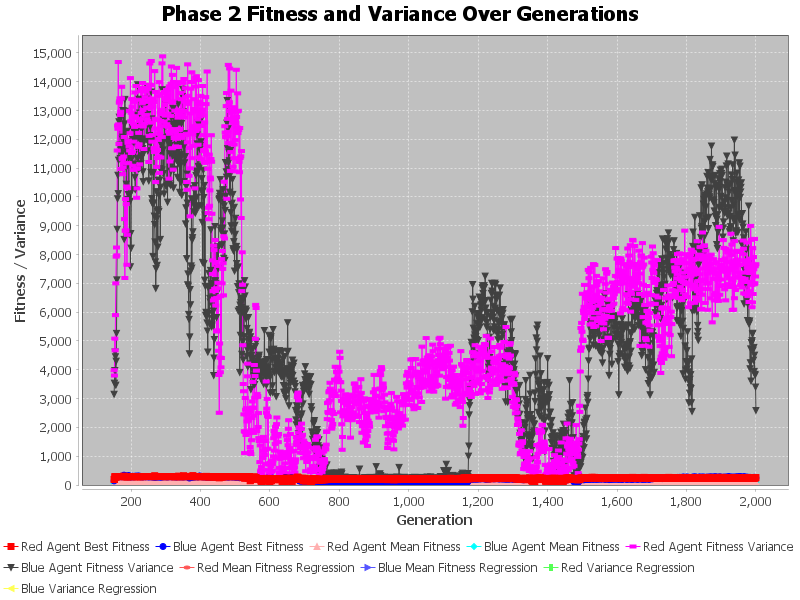 Phase 2 Fitness and Variance Over Generations
15,000
14,000
13,000
12,000
11,000
10,000
9,000
8,000
7,000
6,000
5,000
4,000
3,000
2,000
1,000
0
Fitness / Variance
200 400 600 800 1,000 1,200 1,400 1,600 1,800 2,000
Generation
Red Agent Best Fitness Blue Agent Best Fitness Red Agent Mean Fitness Blue Agent Mean Fitness Red Agent Fitness Variance
Blue Agent Fitness Variance Red Mean Fitness Regression Blue Mean Fitness Regression Red Variance Regression
Blue Variance Regression